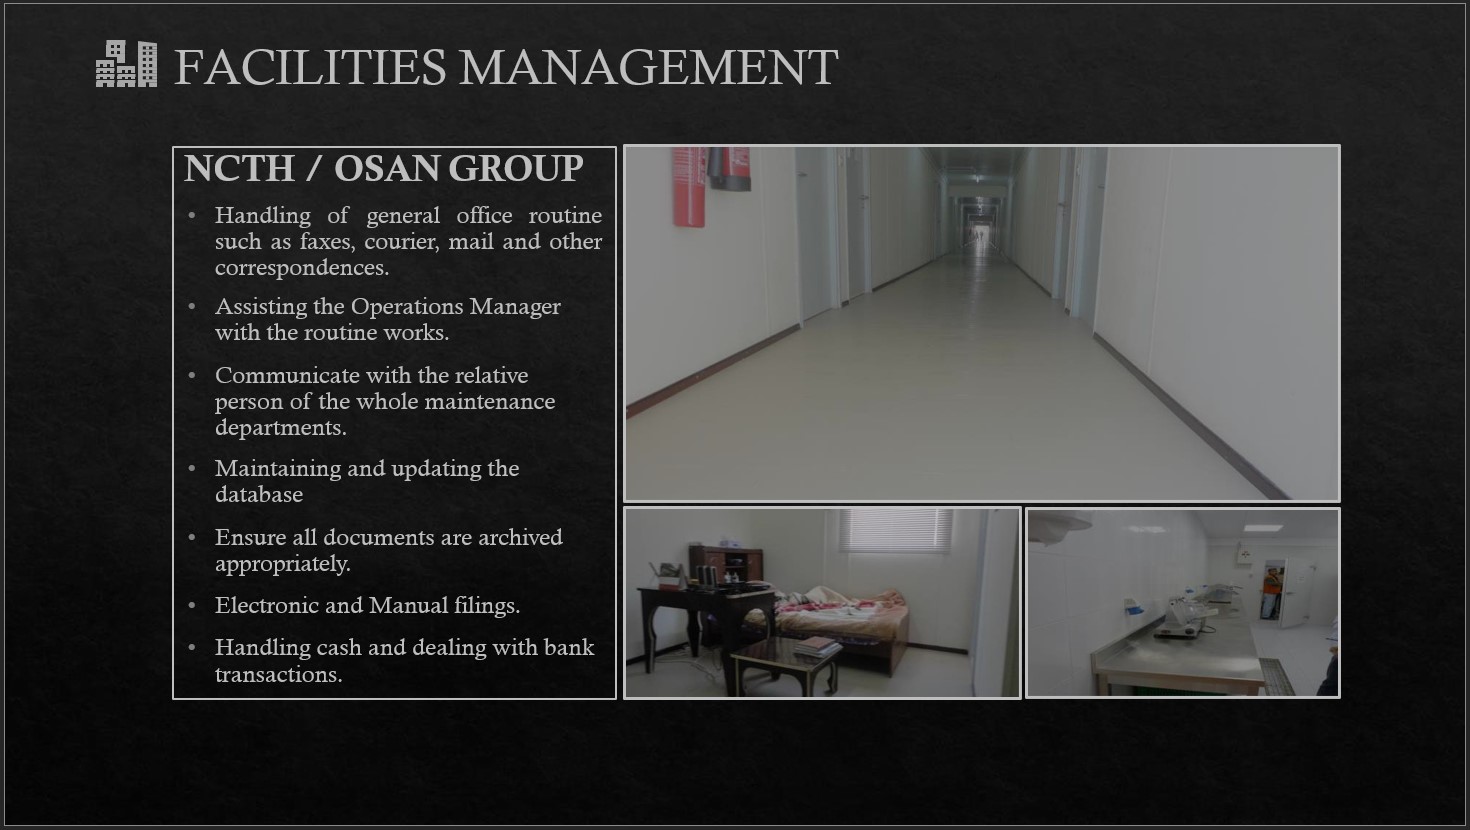 FACILITIES MANAGEMENT
NCTH / OSAN GROUP
• Handling of general office routine
such as faxes, courier, mail and other
correspondences.
• Assisting the Operations Manager
with the routine works.
• Communicate with the relative
person of the whole maintenance
departments.
• Maintaining and updating the
database
• Ensure all documents are archived
appropriately.
• Electronic and Manual filings.
• Handling cash and dealing with bank
transactions.